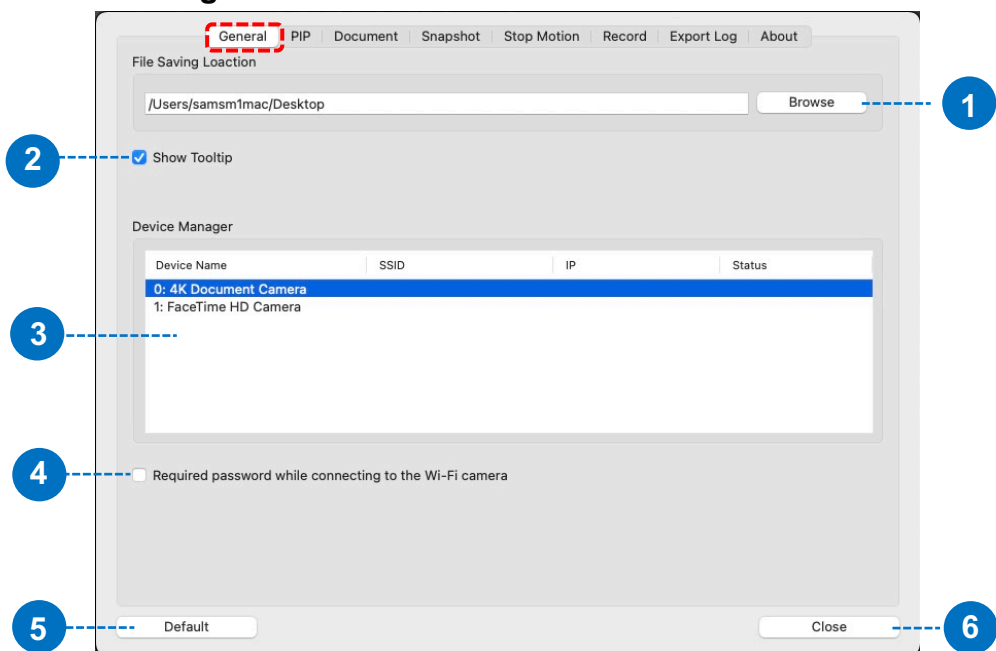 General PIP Document Snapshot Stop Motion Record Export Log About
File Saving Loaction
/Users/samsm1mac/Desktop Browse 1
2 Show Tooltip
Device Manager
Device Name SSID IP Status
0: 4K Document Camera
1: FaceTime HD Camera
3
4 Required password while connecting to the Wi-Fi camera
5 Default Close 6